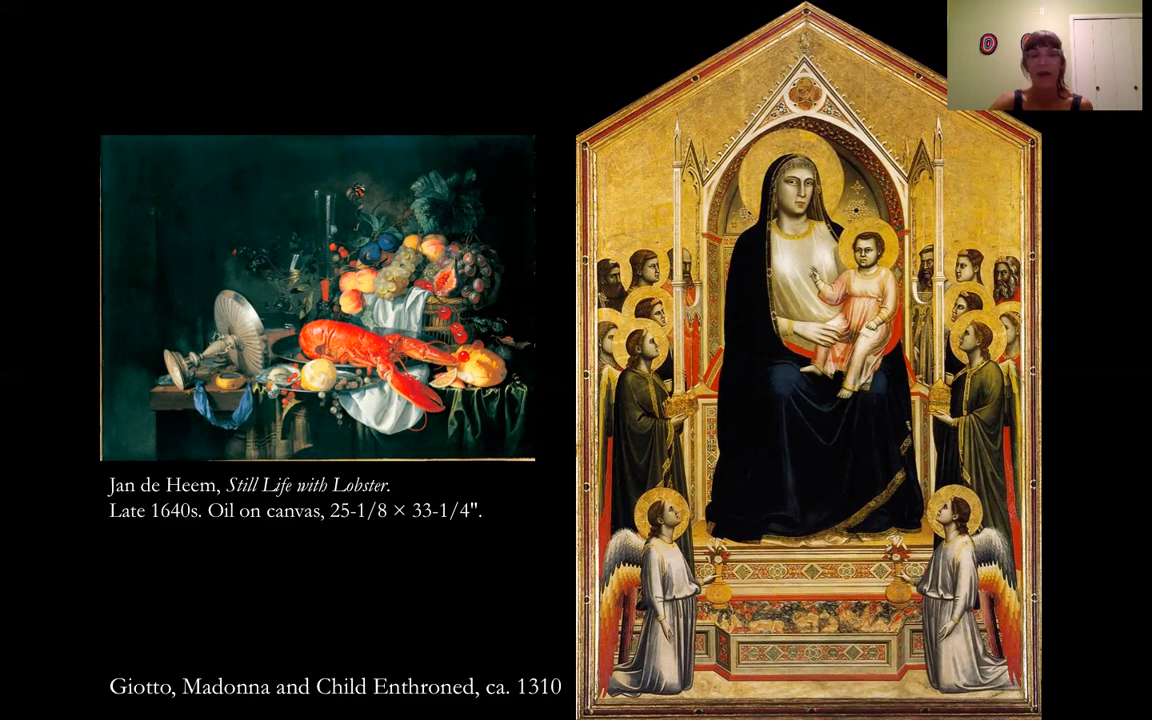 Jan de Heem, Still Life with Lobster.
Late 1640s. Oil on canvas, 25-1/8 × 33-1/4".
Giotto, Madonna and Child Enthroned, ca. 1310